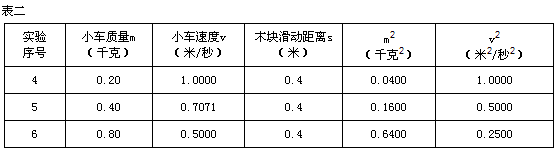 表二
实验序号 小车质量m（千克） 小车速度v（米/秒） 木块滑动距离s（米） m²（千克²） v²（米²/秒²）
4 0.20 1.0000 0.4 0.0400 1.0000
5 0.40 0.7071 0.4 0.1600 0.5000
6 0.80 0.5000 0.4 0.6400 0.2500